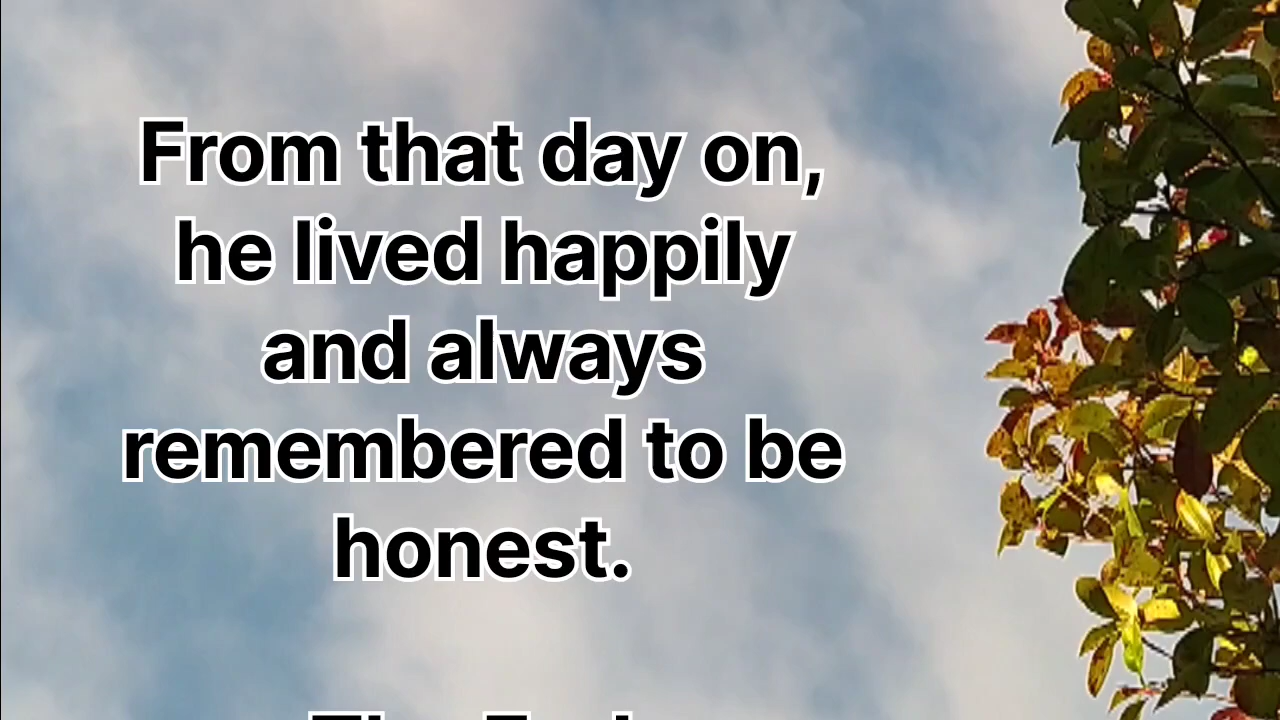 From that day on,
he lived happily
and always
remembered to be
honest.